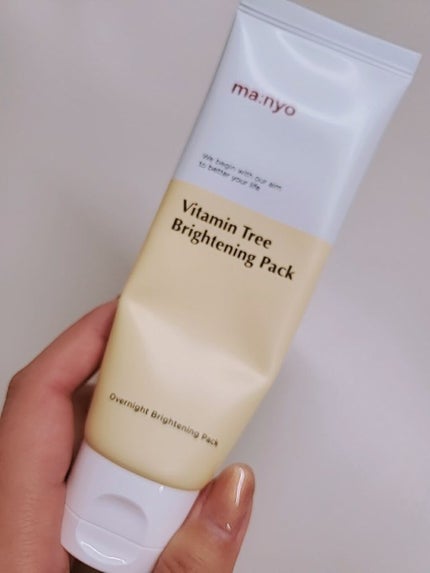 ma:nyo
We begin with our aim
to better your life
Vitamin Tree
Brightening Pack
Overnight Brightening Pack